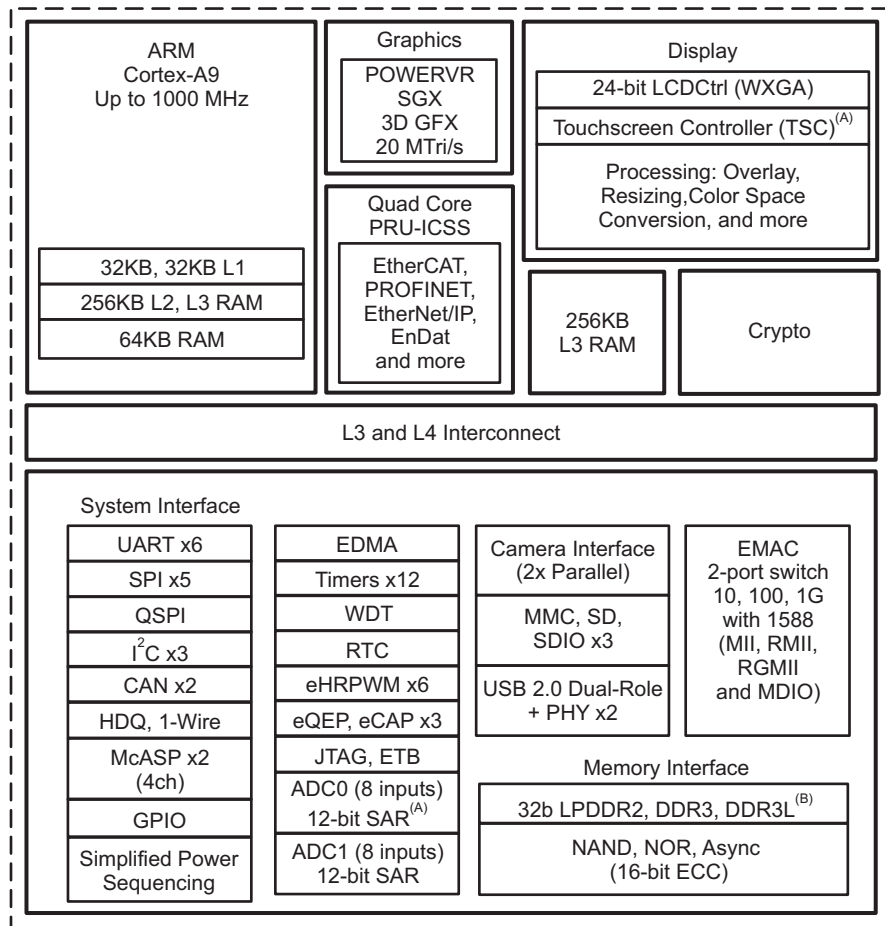 ARM
Cortex-A9
Up to 1000 MHz
32KB, 32KB L1
256KB L2, L3 RAM
64KB RAM
Graphics
POWERVR
SGX
3D GFX
20 MTri/s
Quad Core
PRU-ICSS
EtherCAT,
PROFINET,
EtherNet/IP,
EnDat
and more
Display
24-bit LCDCtrl (WXGA)
Touchscreen Controller (TSC)(A)
Processing: Overlay,
Resizing,Color Space
Conversion, and more
256KB
L3 RAM
Crypto
L3 and L4 Interconnect
System Interface
UART x6
SPI x5
QSPI
I2C x3
CAN x2
HDQ, 1-Wire
McASP x2
(4ch)
GPIO
Simplified Power
Sequencing
EDMA
Timers x12
WDT
RTC
eHRPWM x6
eQEP, eCAP x3
JTAG, ETB
ADC0 (8 inputs)
12-bit SAR(A)
ADC1 (8 inputs)
12-bit SAR
Camera Interface
(2x Parallel)
MMC, SD,
SDIO x3
USB 2.0 Dual-Role
+ PHY x2
EMAC
2-port switch
10, 100, 1G
with 1588
(MII, RMII,
RGMII
and MDIO)
Memory Interface
32b LPDDR2, DDR3, DDR3L(B)
NAND, NOR, Async
(16-bit ECC)